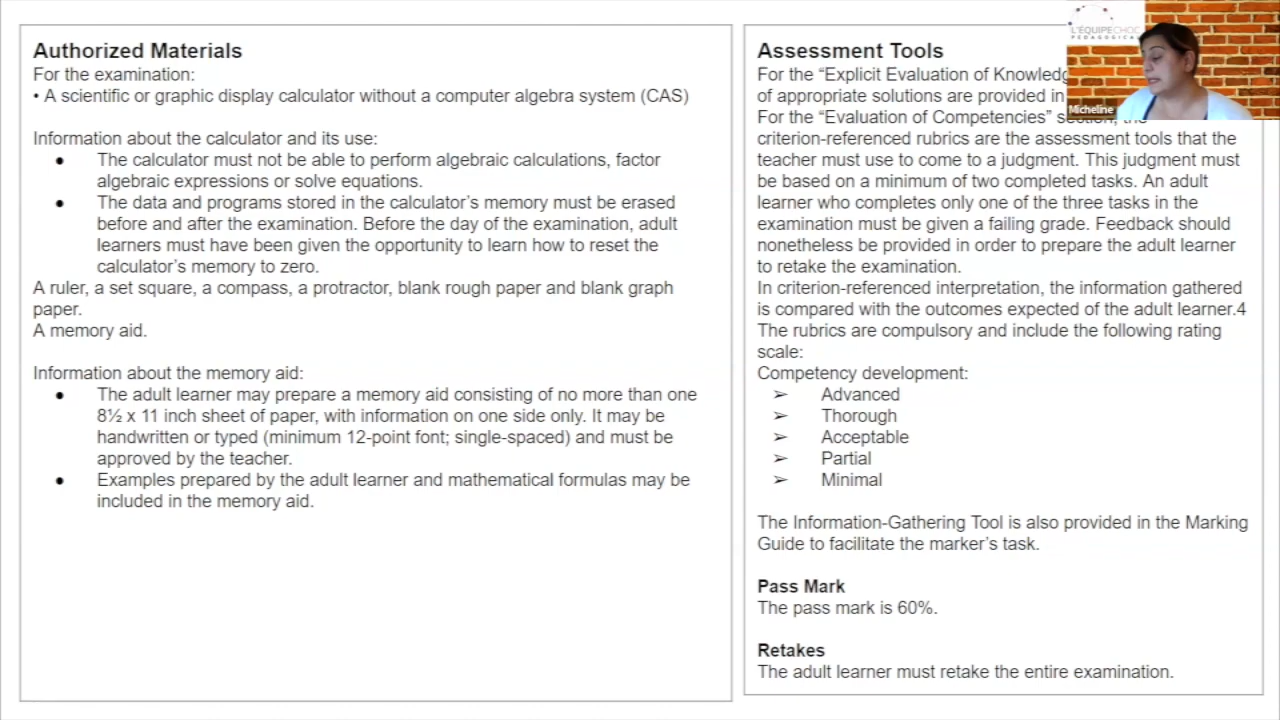 Authorized Materials
For the examination:
• A scientific or graphic display calculator without a computer algebra system (CAS)
Information about the calculator and its use:
● The calculator must not be able to perform algebraic calculations, factor
algebraic expressions or solve equations.
● The data and programs stored in the calculator’s memory must be erased
before and after the examination. Before the day of the examination, adult
learners must have been given the opportunity to learn how to reset the
calculator’s memory to zero.
A ruler, a set square, a compass, a protractor, blank rough paper and blank graph
paper.
A memory aid.
Information about the memory aid:
● The adult learner may prepare a memory aid consisting of no more than one
8½ x 11 inch sheet of paper, with information on one side only. It may be
handwritten or typed (minimum 12-point font; single-spaced) and must be
approved by the teacher.
● Examples prepared by the adult learner and mathematical formulas may be
included in the memory aid.
Assessment Tools
For the “Explicit Evaluation of
of appropriate solutions are provided in
For the “Evaluation of Competencies”
criterion-referenced rubrics are the assessment tools that the
teacher must use to come to a judgment. This judgment must
be based on a minimum of two completed tasks. An adult
learner who completes only one of the three tasks in the
examination must be given a failing grade. Feedback should
nonetheless be provided in order to prepare the adult learner
to retake the examination.
In criterion-referenced interpretation, the information gathered
is compared with the outcomes expected of the adult learner.4
The rubrics are compulsory and include the following rating
scale:
Competency development:
➢ Advanced
➢ Thorough
➢ Acceptable
➢ Partial
➢ Minimal
The Information-Gathering Tool is also provided in the Marking
Guide to facilitate the marker’s task.
Pass Mark
The pass mark is 60%.
Retakes
The adult learner must retake the entire examination.
L'ÉQUIPECHOC
Micheline